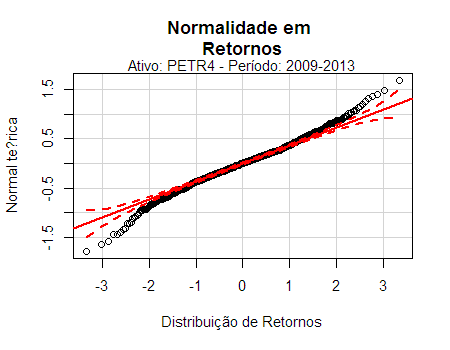 Normalidade em
Retornos
Ativo: PETR4 - Período: 2009-2013
1.5
0.5
-0.5
-1.5
Normal te?rica
-3 -2 -1 0 1 2 3
Distribuição de Retornos